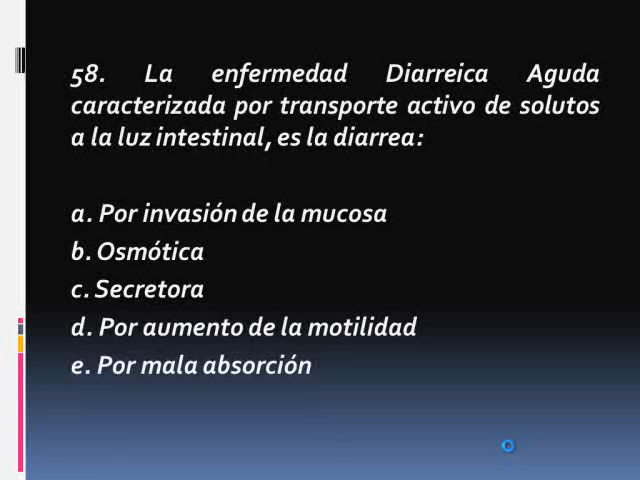 58. La enfermedad Diarreica Aguda
caracterizada por transporte activo de solutos
a la luz intestinal, es la diarrea:
a. Por invasión de la mucosa
b. Osmótica
c. Secretora
d. Por aumento de la motilidad
e. Por mala absorción